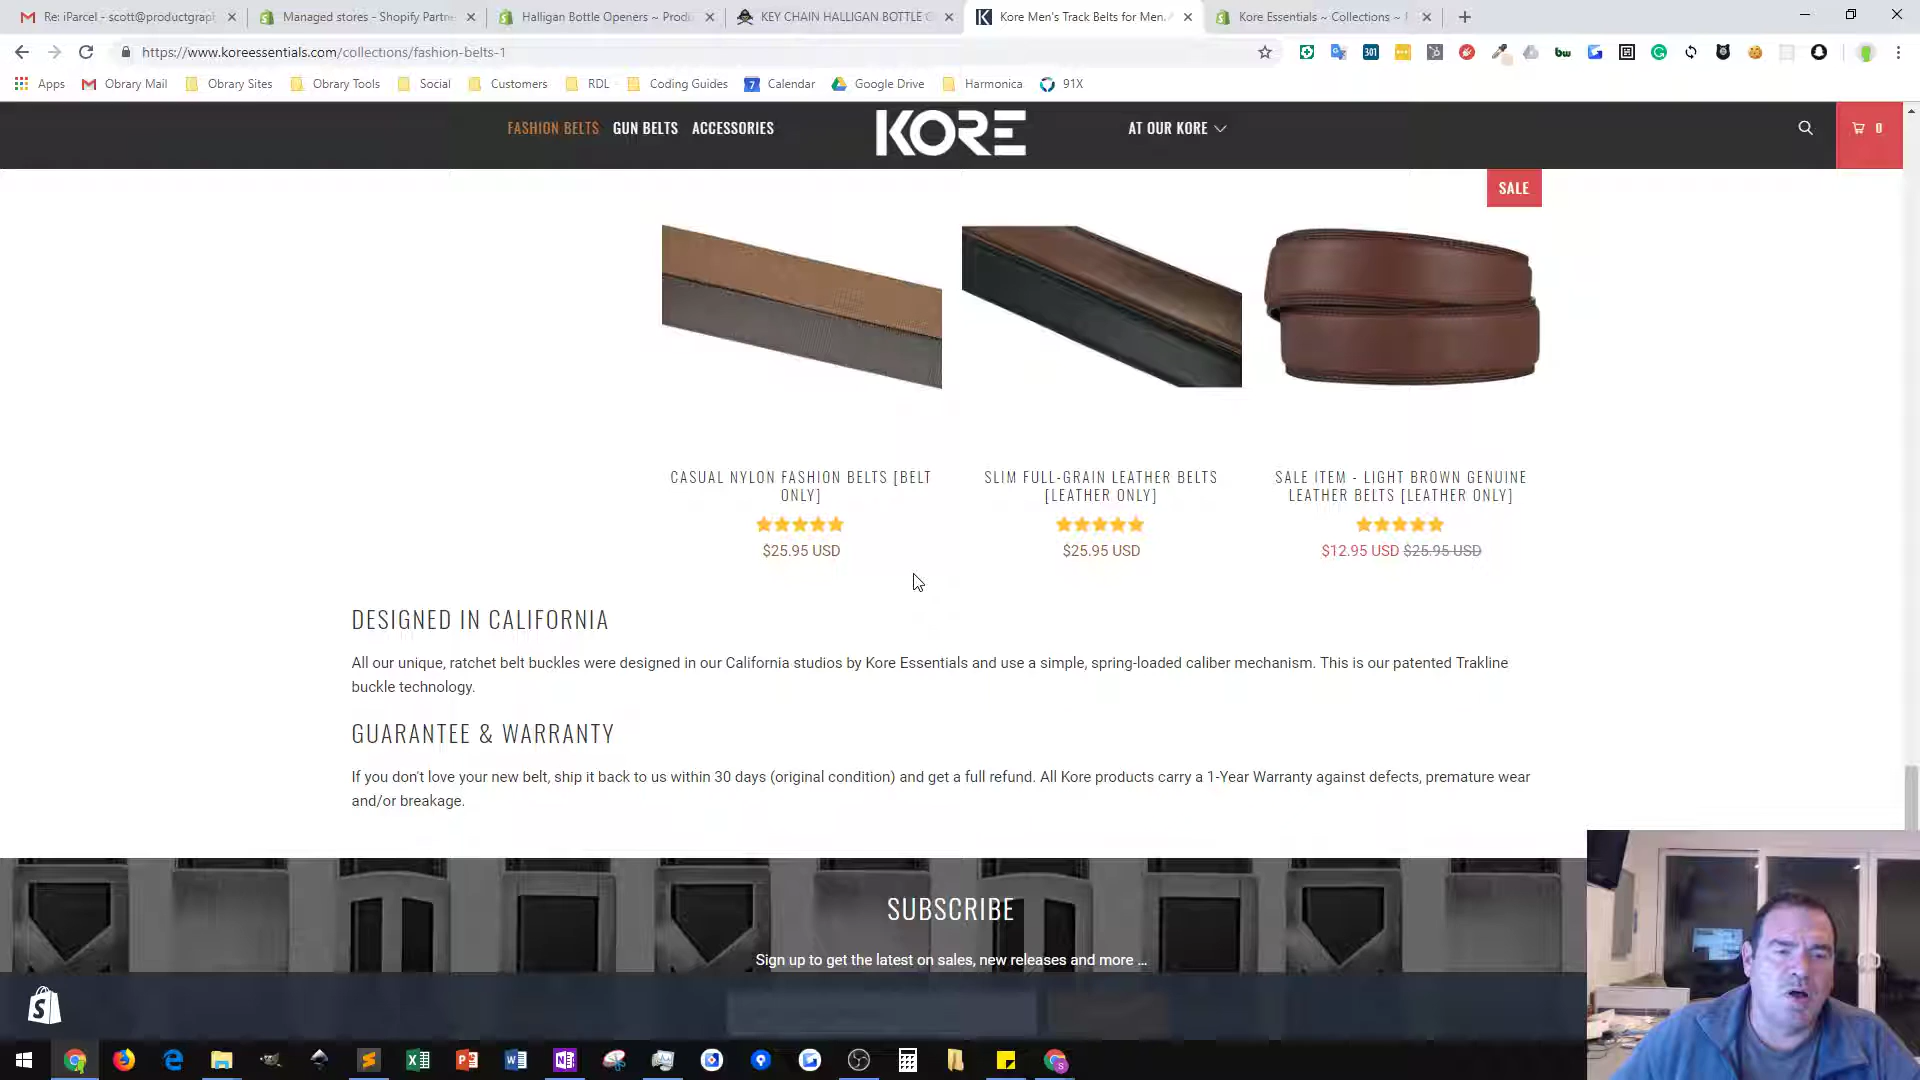 Re: iParcel - scott@productgrap
Managed stores - Shopify Partne
Halligan Bottle Openers ~ Produ
KEY CHAIN HALLIGAN BOTTLE O
Kore Men's Track Belts for Men.
Kore Essentials ~ Collections ~
https://www.koreessentials.com/collections/fashion-belts-1
Apps
Obrary Mail
Obrary Sites
Obrary Tools
Social
Customers
RDL
Coding Guides
7 Calendar
Google Drive
Harmonica
91X
FASHION BELTS GUN BELTS ACCESSORIES
KORE
AT OUR KORE
0
SALE
CASUAL NYLON FASHION BELTS [BELT
ONLY]
$25.95 USD
SLIM FULL-GRAIN LEATHER BELTS
[LEATHER ONLY]
$25.95 USD
SALE ITEM - LIGHT BROWN GENUINE
LEATHER BELTS [LEATHER ONLY]
$12.95 USD $25.95 USD
DESIGNED IN CALIFORNIA
All our unique, ratchet belt buckles were designed in our California studios by Kore Essentials and use a simple, spring-loaded caliber mechanism. This is our patented Trakline
buckle technology.
GUARANTEE & WARRANTY
If you don't love your new belt, ship it back to us within 30 days (original condition) and get a full refund. All Kore products carry a 1-Year Warranty against defects, premature wear
and/or breakage.
SUBSCRIBE
Sign up to get the latest on sales, new releases and more ...